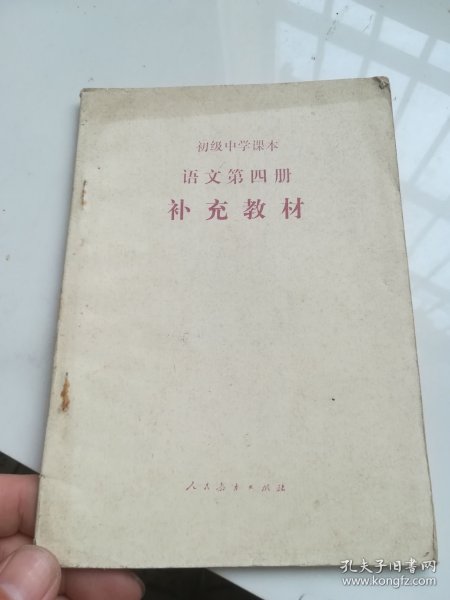 初级中学课本
语文第四册
补充教材
人民教育出版社
孔夫子旧书网
www.kongfz.com